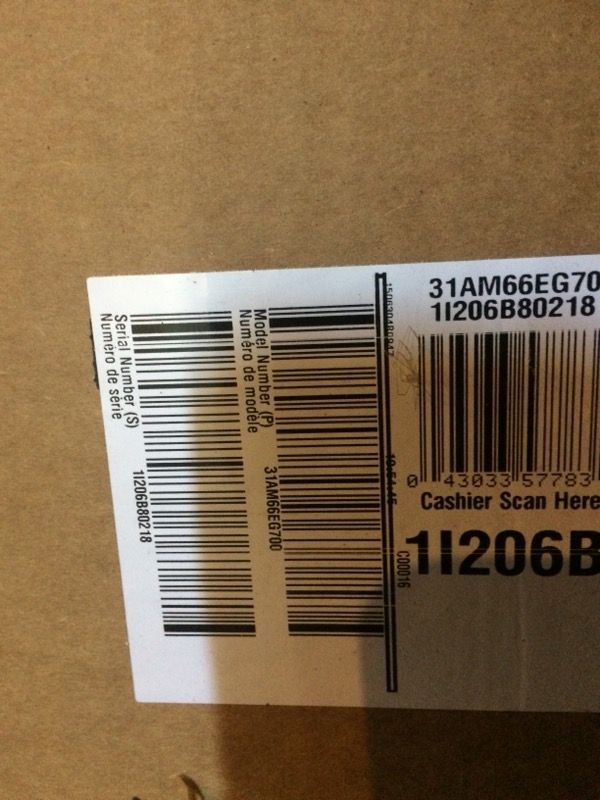 31AM66EG70
1I206B80218
0 43033 57783
Cashier Scan Here
1I206B
C00016
Model Number (P)
Numéro de modèle
31AM66EG700
Serial Number (S)
Numéro de série
1I206B80218